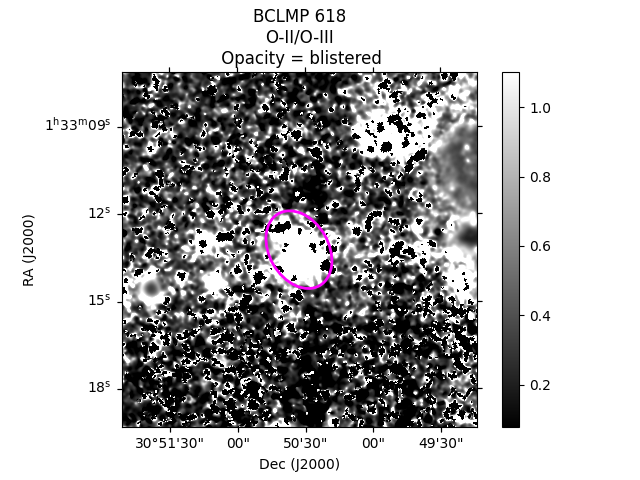 BCLMP 618
O-II/O-III
Opacity = blistered
1ʰ33ᵐ09ˢ
12ˢ
15ˢ
18ˢ
RA (J2000)
30°51'30"
00"
50'30"
00"
49'30"
Dec (J2000)
1.0
0.8
0.6
0.4
0.2